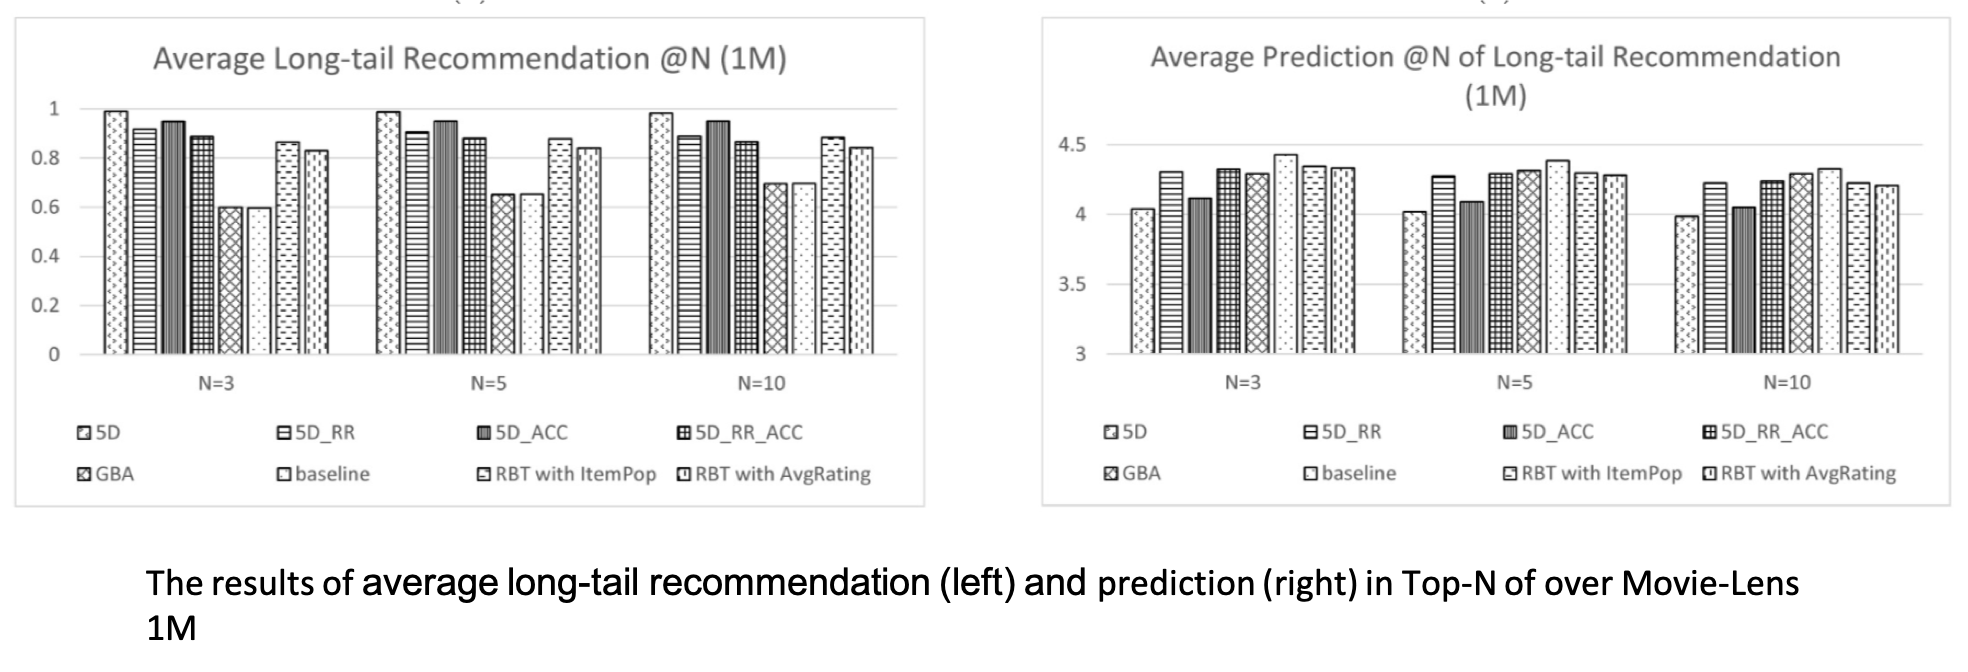 Average Long-tail Recommendation @N (1M)
1
0.8
0.6
0.4
0.2
0
N=3 N=5 N=10
5D 5D_RR 5D_ACC 5D_RR_ACC
GBA baseline RBT with ItemPop RBT with AvgRating
Average Prediction @N of Long-tail Recommendation
(1M)
4.5
4
3.5
3
N=3 N=5 N=10
5D 5D_RR 5D_ACC 5D_RR_ACC
GBA baseline RBT with ItemPop RBT with AvgRating
The results of average long-tail recommendation (left) and prediction (right) in Top-N of over Movie-Lens
1M